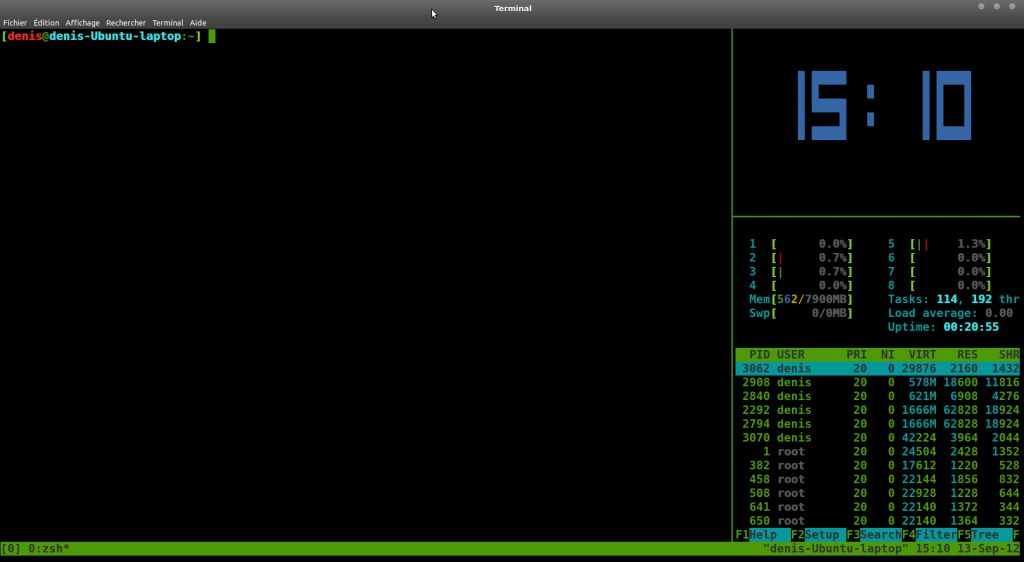 Terminal
Fichier Édition Affichage Rechercher Terminal Aide
[denis@denis-Ubuntu-laptop:~]
15:10
1 [ 0.0%] 5 [|| 1.3%]
2 [| 0.7%] 6 [ 0.0%]
3 [| 0.7%] 7 [ 0.0%]
4 [ 0.0%] 8 [ 0.0%]
Mem[562/7900MB] Tasks: 114, 192 thr
Swp[ 0/0MB] Load average: 0.00
Uptime: 00:20:55
PID USER PRI NI VIRT RES SHR
3062 denis 20 0 29876 2160 1432
2908 denis 20 0 578M 18600 11816
2840 denis 20 0 621M 6908 4276
2292 denis 20 0 1666M 62828 18924
2794 denis 20 0 1666M 62828 18924
3070 denis 20 0 42224 3964 2044
1 root 20 0 24504 2428 1352
382 root 20 0 17612 1220 528
458 root 20 0 22144 1856 832
508 root 20 0 22928 1228 644
641 root 20 0 22140 1372 344
650 root 20 0 22140 1364 332
F1Help F2Setup F3SearchF4FilterF5Tree F
[0] 0:zsh* "denis-Ubuntu-laptop" 15:10 13-Sep-12